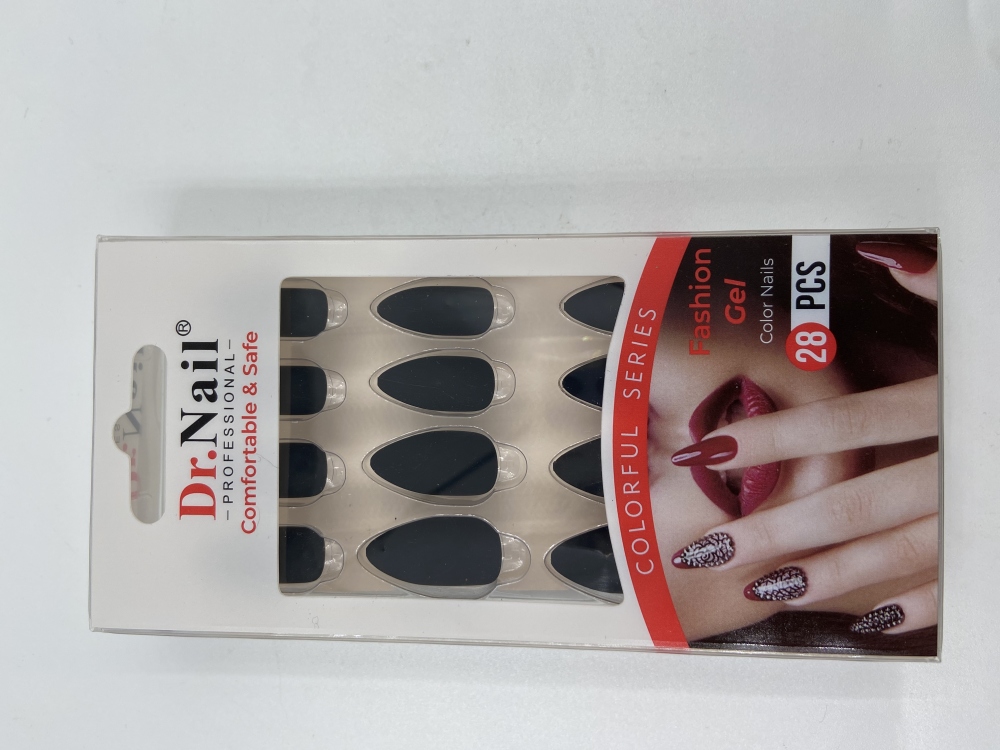 Dr.Nail®
PROFESSIONAL
Comfortable & Safe
COLORFUL SERIES
Fashion
Gel
Color Nails
28 PCS